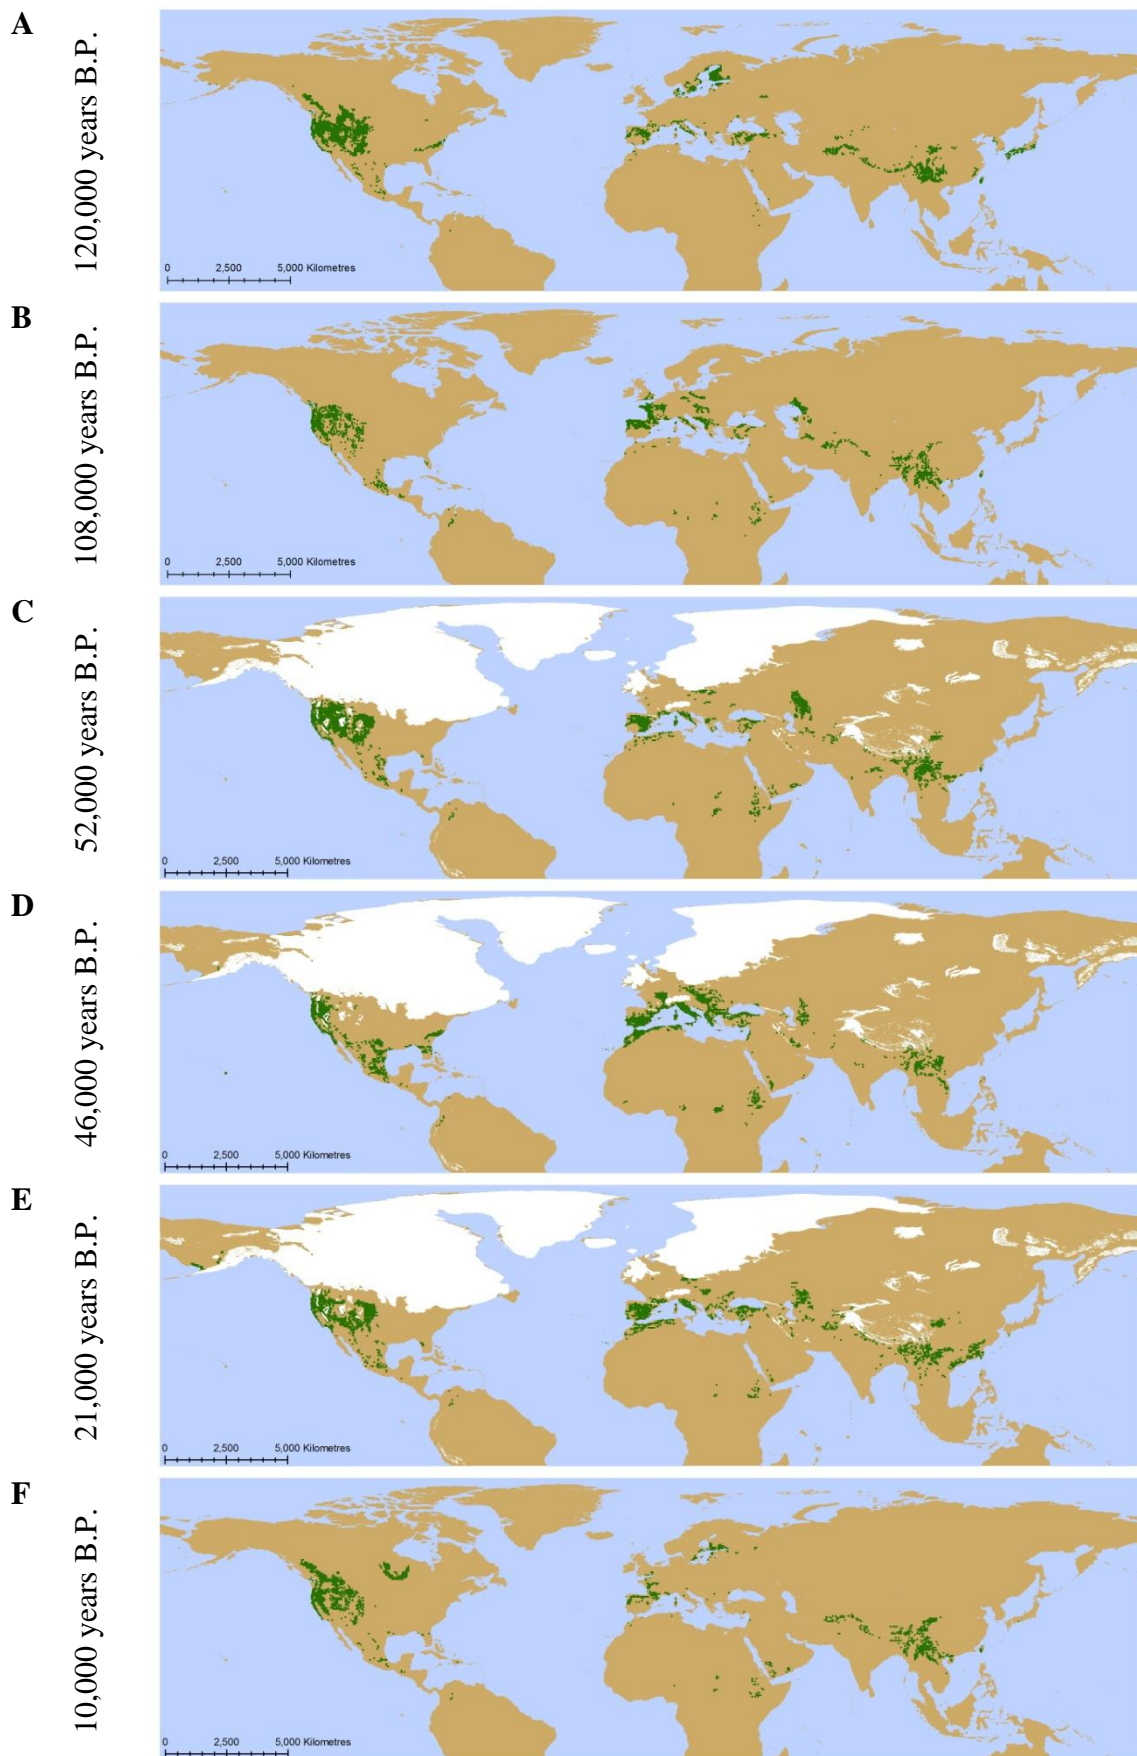 A
120,000 years B.P.
0 2,500 5,000 Kilometres
B
108,000 years B.P.
0 2,500 5,000 Kilometres
C
52,000 years B.P.
0 2,500 5,000 Kilometres
D
46,000 years B.P.
0 2,500 5,000 Kilometres
E
21,000 years B.P.
0 2,500 5,000 Kilometres
F
10,000 years B.P.
0 2,500 5,000 Kilometres